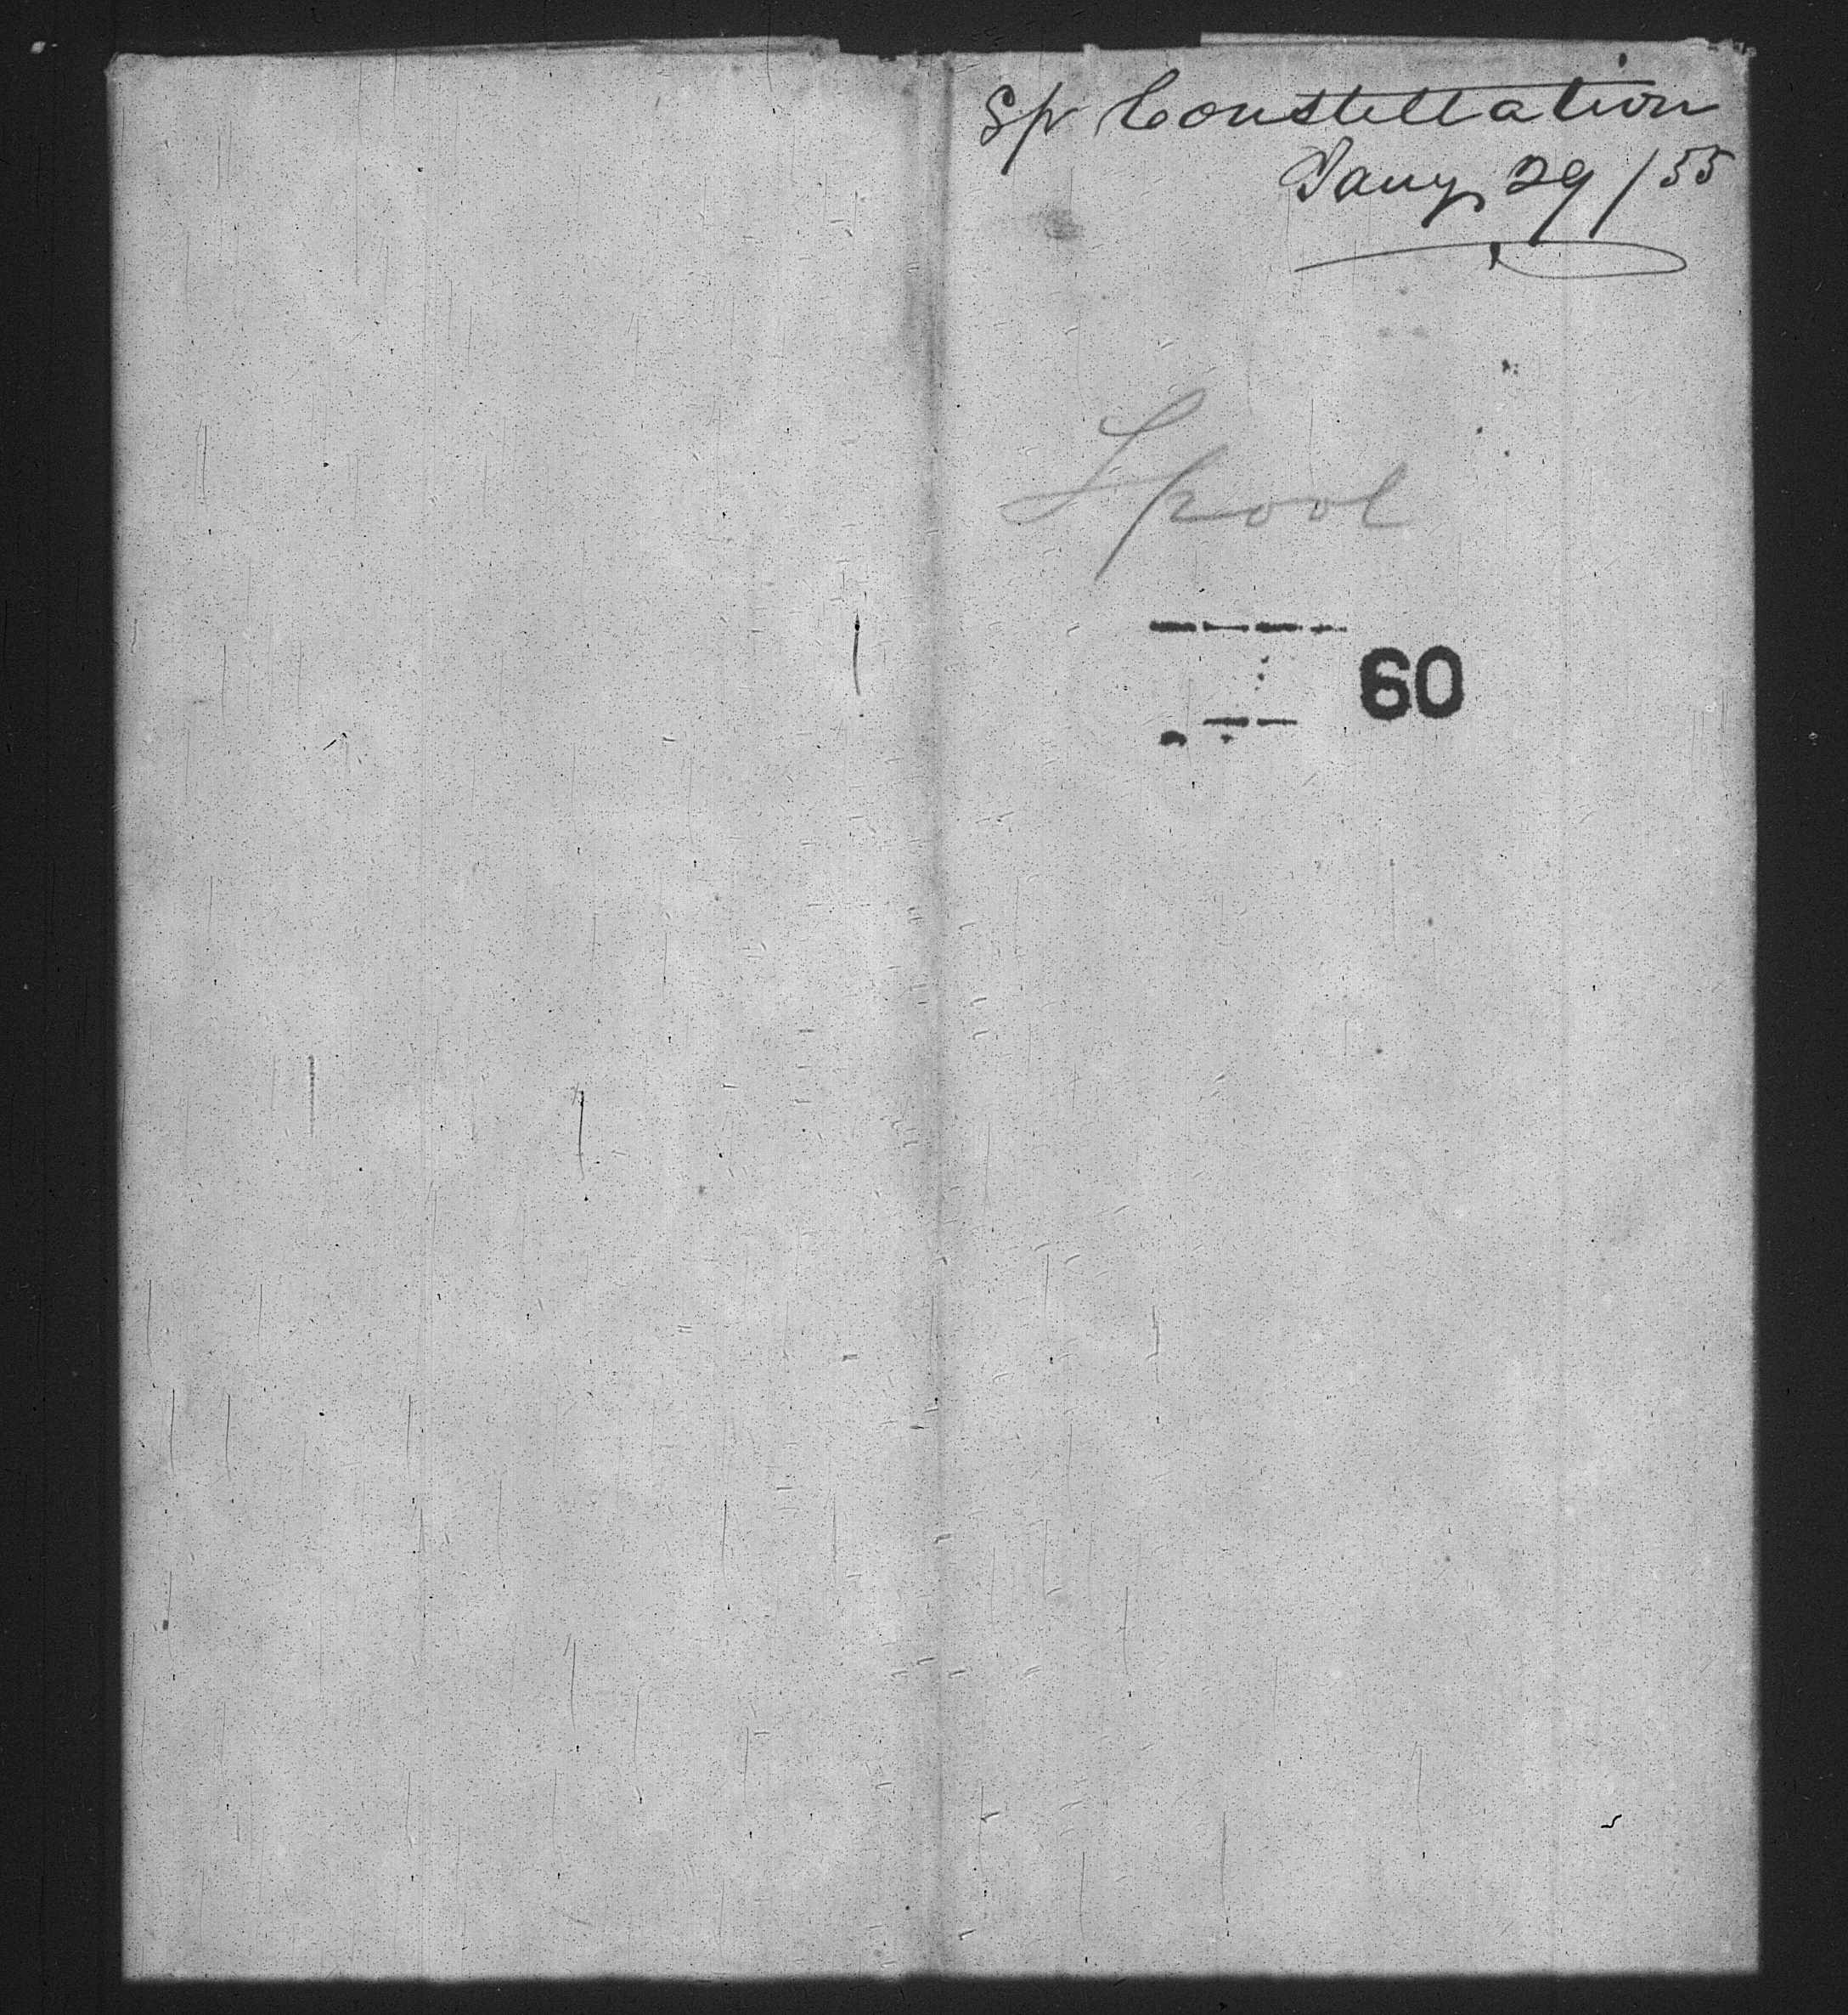 Sp Constellation
Jany 29/55
Lpool
60